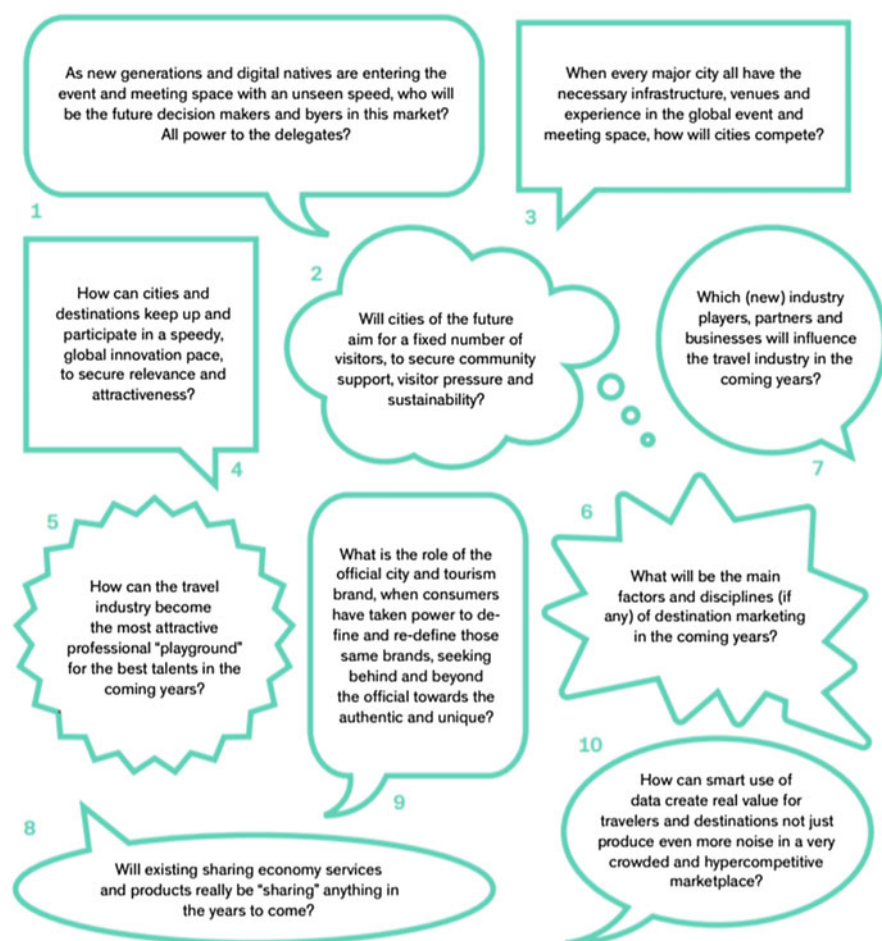 As new generations and digital natives are entering the
event and meeting space with an unseen speed, who will
be the future decision makers and byers in this market?
All power to the delegates?
1
When every major city all have the
necessary infrastructure, venues and
experience in the global event and
meeting space, how will cities compete?
3
2
Will cities of the future
aim for a fixed number of
visitors, to secure community
support, visitor pressure and
sustainability?
How can cities and
destinations keep up and
participate in a speedy,
global innovation pace,
to secure relevance and
attractiveness?
4
Which (new) industry
players, partners and
businesses will influence
the travel industry in the
coming years?
7
5
How can the travel
industry become
the most attractive
professional "playground"
for the best talents in the
coming years?
What is the role of the
official city and tourism
brand, when consumers
have taken power to de-
fine and re-define those
same brands, seeking
behind and beyond
the official towards the
authentic and unique?
9
6
What will be the main
factors and disciplines (if
any) of destination marketing
in the coming years?
8
Will existing sharing economy services
and products really be "sharing" anything in
the years to come?
10
How can smart use of
data create real value for
travelers and destinations not just
produce even more noise in a very
crowded and hypercompetitive
marketplace?